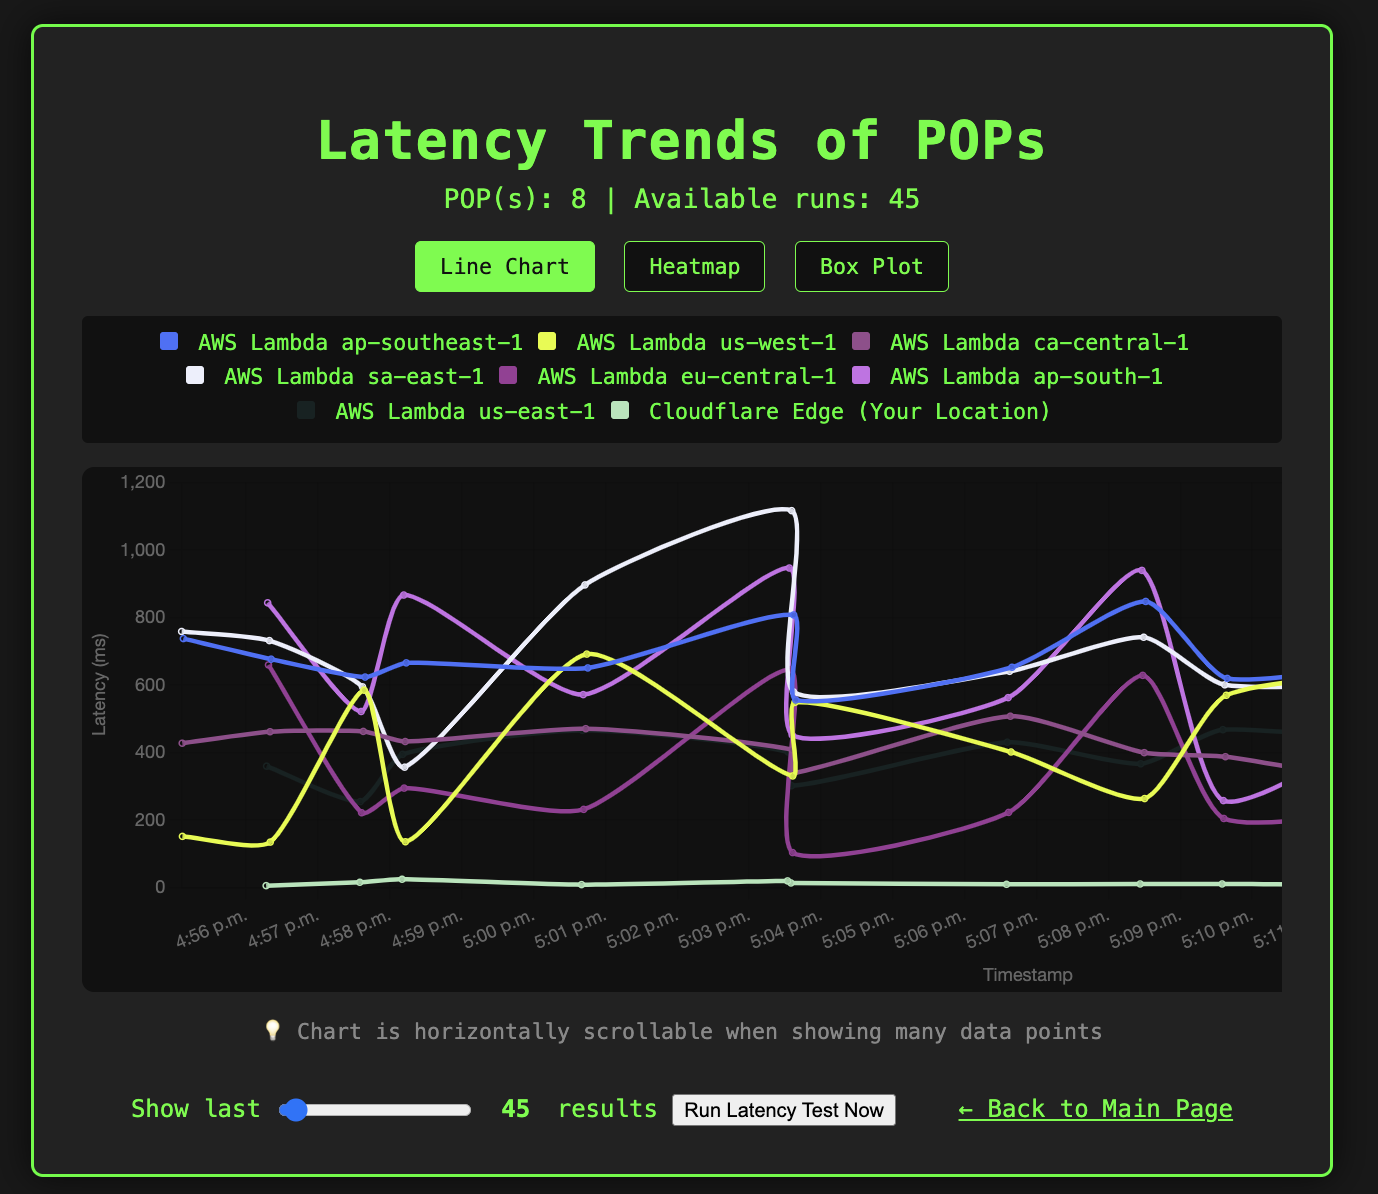 Latency Trends of POPs
POP(s): 8 | Available runs: 45
Line Chart Heatmap Box Plot
AWS Lambda ap-southeast-1 AWS Lambda us-west-1 AWS Lambda ca-central-1
AWS Lambda sa-east-1 AWS Lambda eu-central-1 AWS Lambda ap-south-1
AWS Lambda us-east-1 Cloudflare Edge (Your Location)
1,200
1,000
800
600
400
200
0
Latency (ms)
4:56 p.m. 4:57 p.m. 4:58 p.m. 4:59 p.m. 5:00 p.m. 5:01 p.m. 5:02 p.m. 5:03 p.m. 5:04 p.m. 5:05 p.m. 5:06 p.m. 5:07 p.m. 5:08 p.m. 5:09 p.m. 5:10 p.m. 5:11
Timestamp
💡 Chart is horizontally scrollable when showing many data points
Show last 45 results Run Latency Test Now ← Back to Main Page